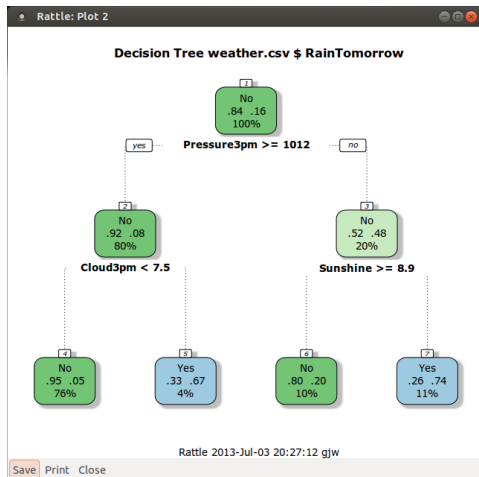 Rattle: Plot 2
Decision Tree weather.csv $ RainTomorrow
1
No
.84 .16
100%
yes Pressure3pm >= 1012 no
2 3
No No
.92 .08 .52 .48
80% 20%
Cloud3pm < 7.5 Sunshine >= 8.9
4 5 6 7
No Yes No Yes
.95 .05 .33 .67 .80 .20 .26 .74
76% 4% 10% 11%
Rattle 2013-Jul-03 20:27:12 gjw
Save Print Close